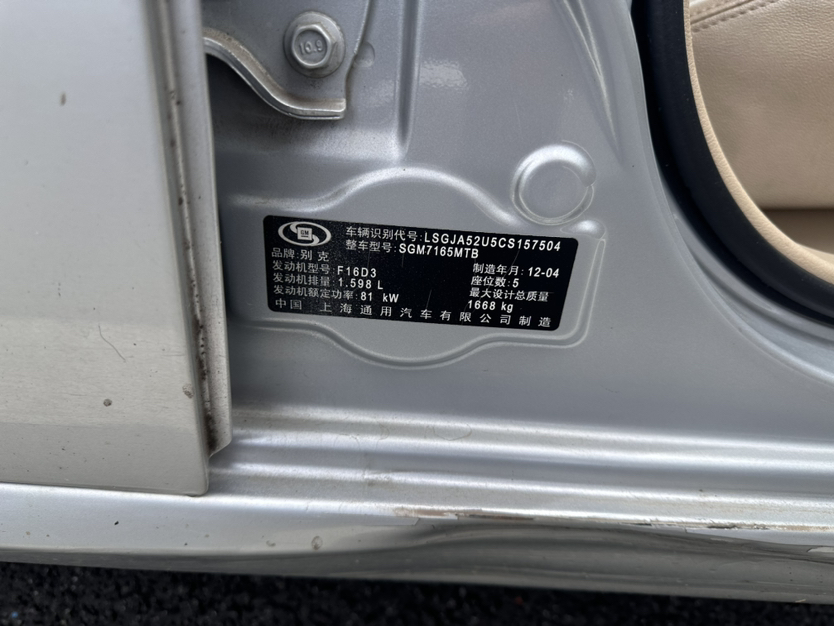 10.9
GM
车辆识别代号:LSGJA52U5CS157504
整车型号:SGM7165MTB
品牌:别克
发动机型号:F16D3
制造年月:12-04
发动机排量:1.598 L
座位数:5
发动机额定功率:81 kW
最大设计总质量
1668 kg
中国 上海通用汽车有限公司制造